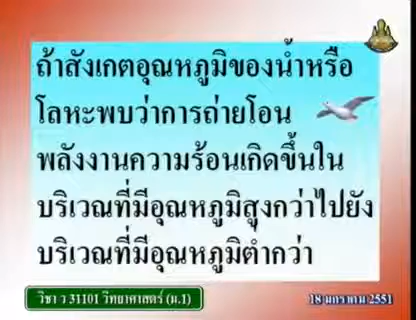 ถ้าสังเกตอุณหภูมิของน้ำหรือ
โลหะพบว่าการถ่ายโอน
พลังงานความร้อนเกิดขึ้นใน
บริเวณที่มีอุณหภูมิสูงกว่าไปยัง
บริเวณที่มีอุณหภูมิต่ำกว่า
วิชา ว 31101 วิทยาศาสตร์ (ม.1)
18 มกราคม 2551